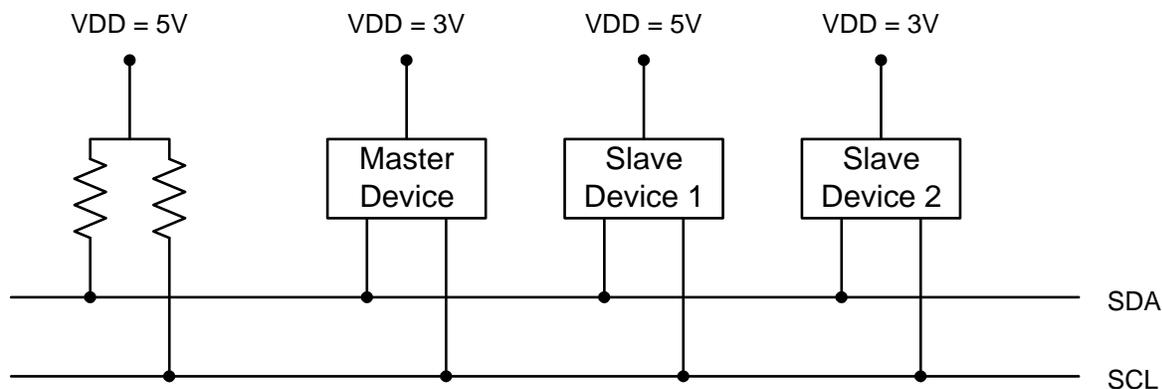 VDD = 5V
VDD = 3V
VDD = 5V
VDD = 3V
Master
Device
Slave
Device 1
Slave
Device 2
SDA
SCL